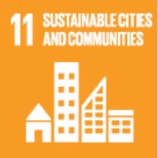 11 SUSTAINABLE CITIES
AND COMMUNITIES